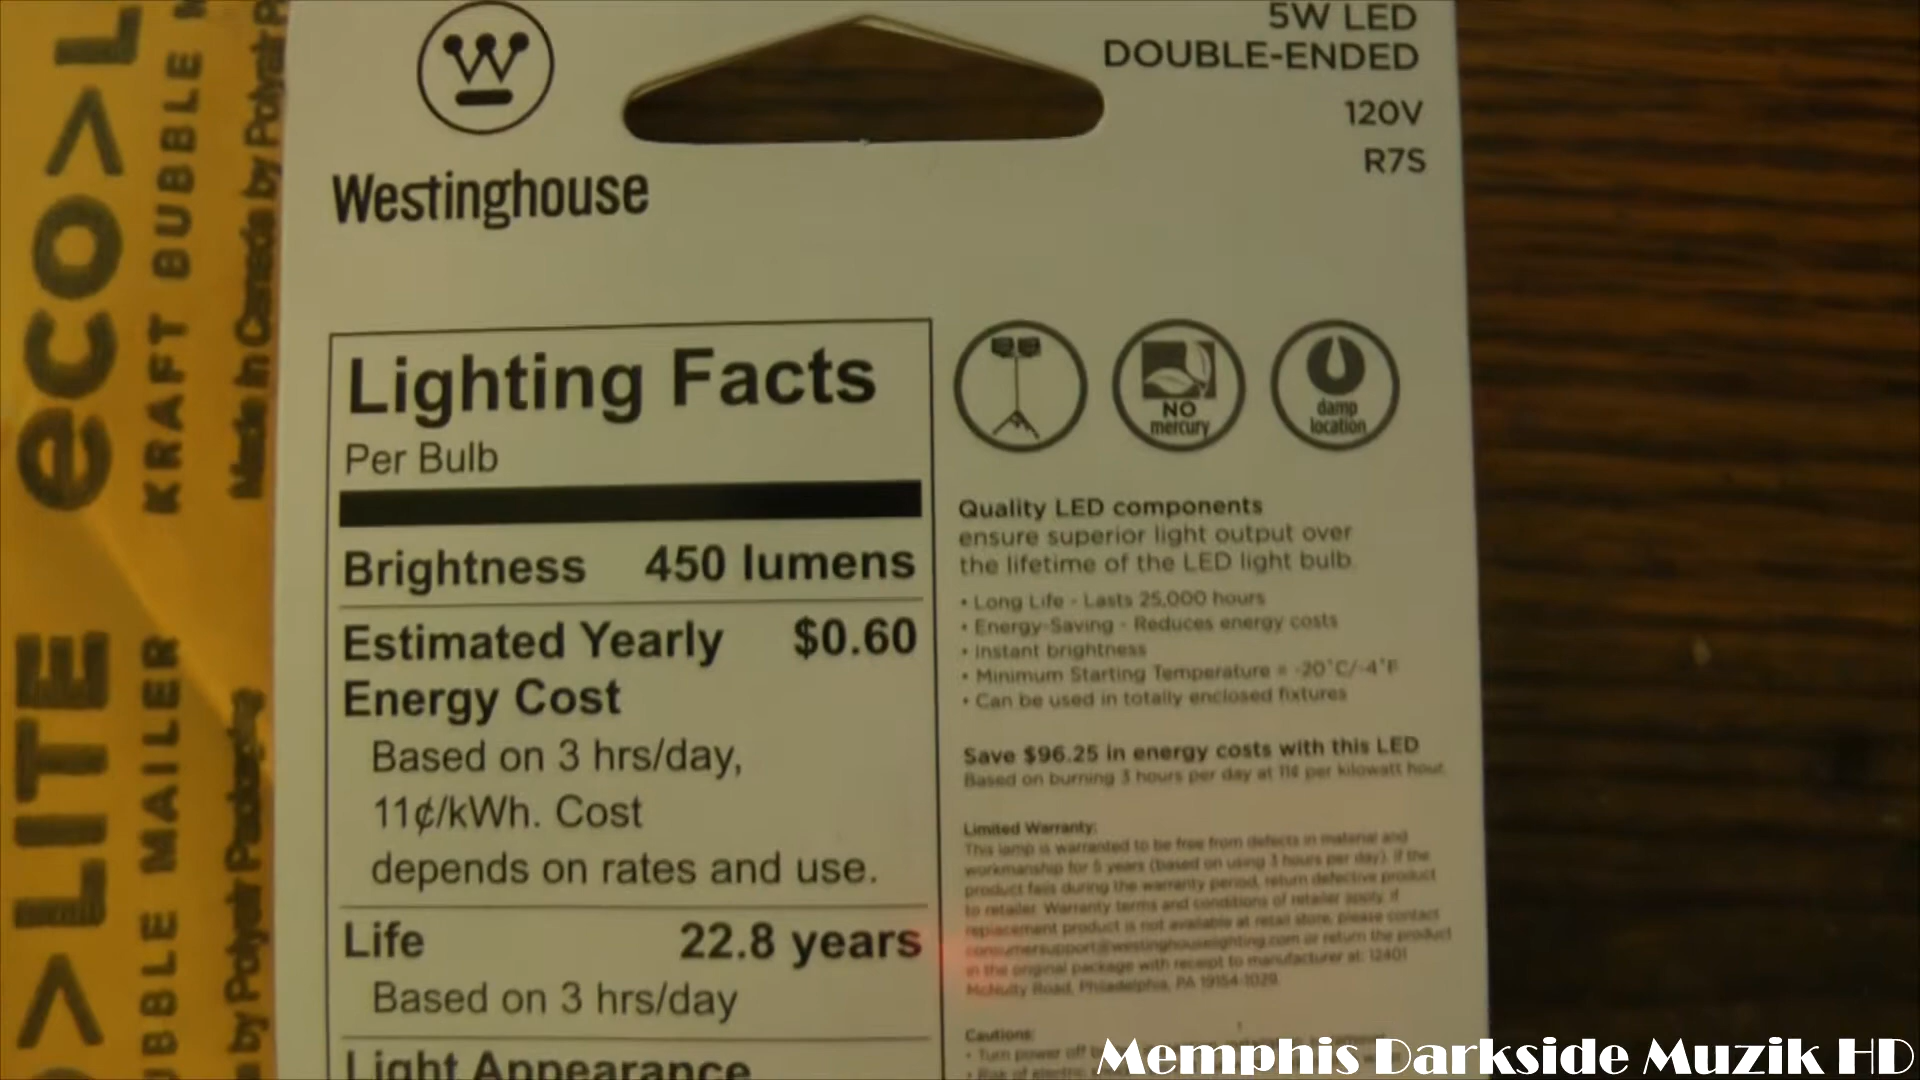 eco>L
>LITE
KRAFT BUBBLE M
BUBBLE MAILER
Made in Canada by Polyair P
by Polyair Packaging
Westinghouse
5W LED
DOUBLE-ENDED
120V
R7S
Lighting Facts
Per Bulb
Brightness 450 lumens
Estimated Yearly $0.60
Energy Cost
Based on 3 hrs/day,
11¢/kWh. Cost
depends on rates and use.
Life 22.8 years
Based on 3 hrs/day
Light Appearance
NO
mercury
damp
location
Quality LED components
ensure superior light output over
the lifetime of the LED light bulb.
• Long Life - Lasts 25,000 hours
• Energy-Saving - Reduces energy costs
• Instant brightness
• Minimum Starting Temperature = -20°C/-4°F
• Can be used in totally enclosed fixtures
Save $96.25 in energy costs with this LED
Based on burning 3 hours per day at 11¢ per kilowatt hour.
Limited Warranty:
This lamp is warranted to be free from defects in material and
workmanship for 5 years (based on using 3 hours per day). If the
product fails during the warranty period, return defective product
to retailer. Warranty terms and conditions of retailer apply. If
replacement product is not available at retail store, please contact
consumersupport@westinghouselighting.com or return the product
in the original package with receipt to manufacturer at: 12401
McNulty Road, Philadelphia, PA 19154-1029.
Cautions:
• Turn power off
• Risk of electric
Memphis Darkside Muzik HD